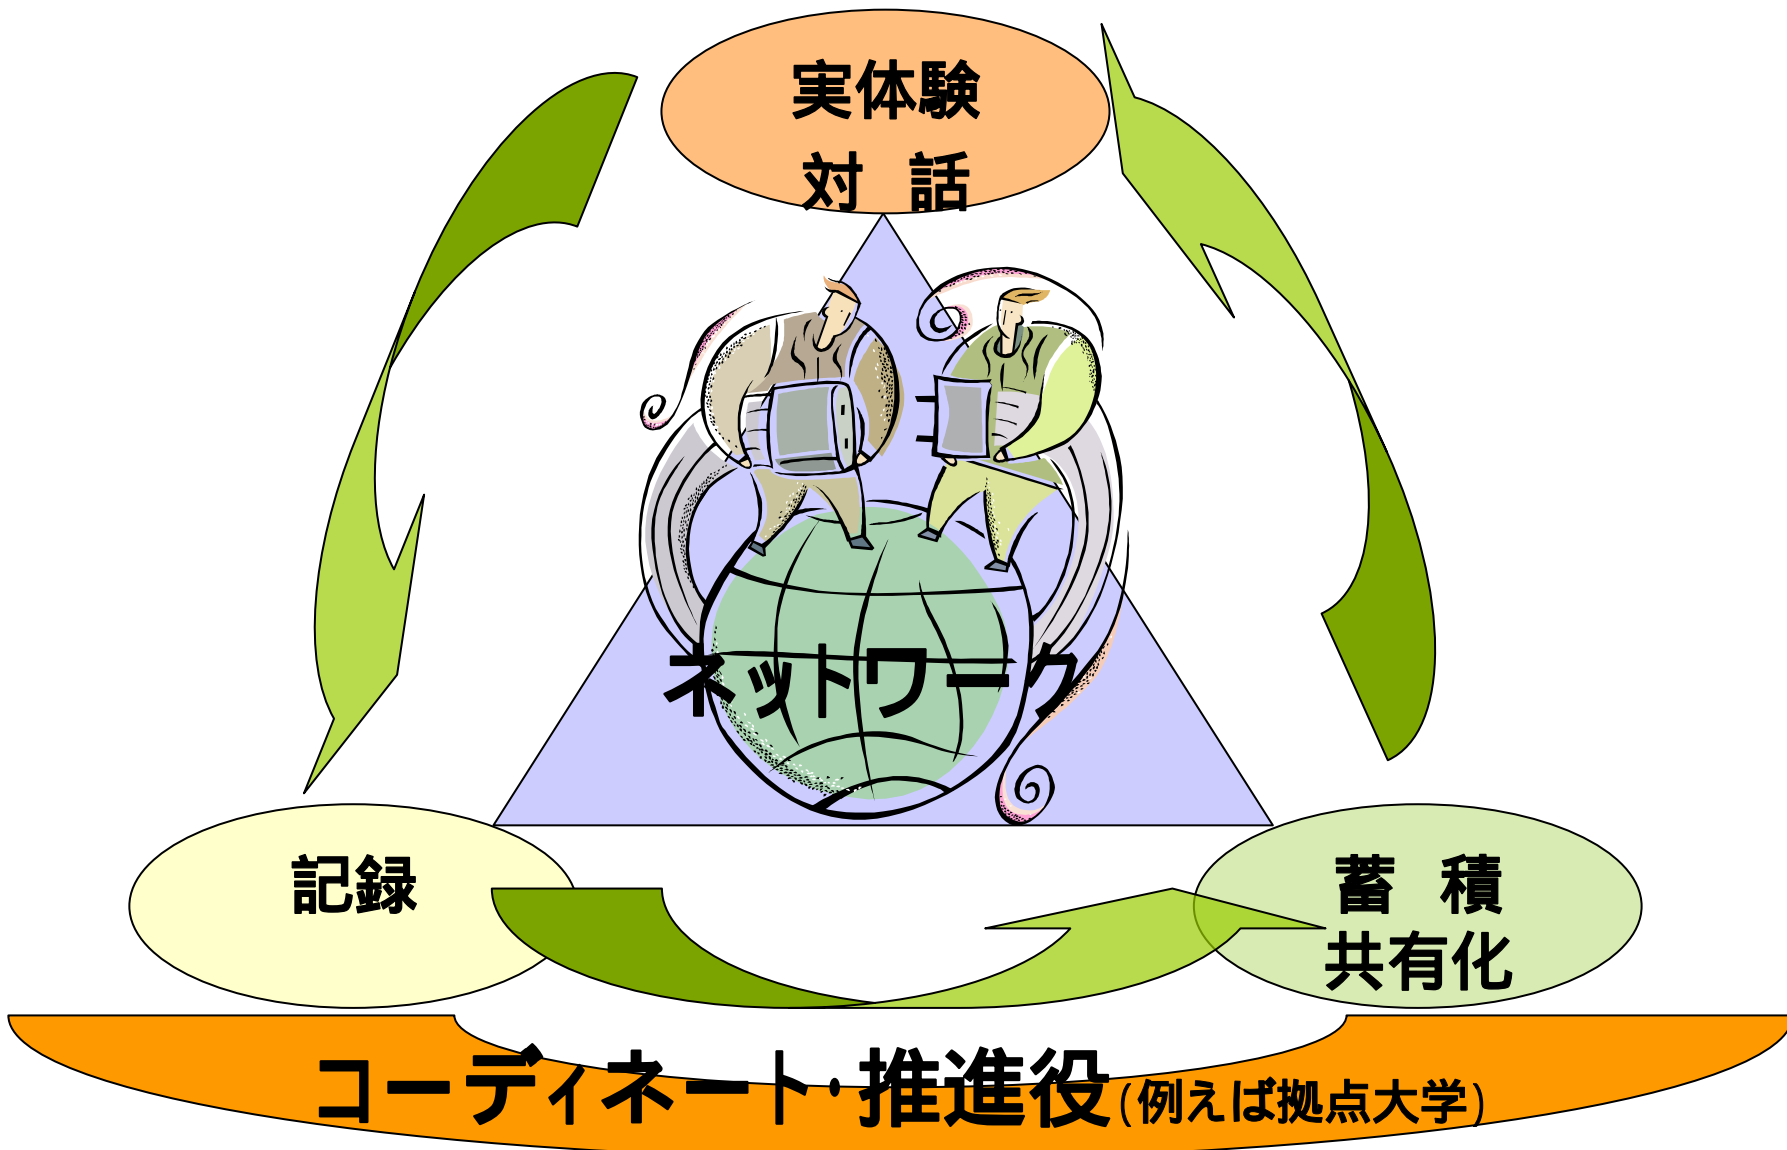 実体験
対　話
ネットワーク
記録
蓄　積
共有化
コーディネート・推進役(例えば拠点大学)